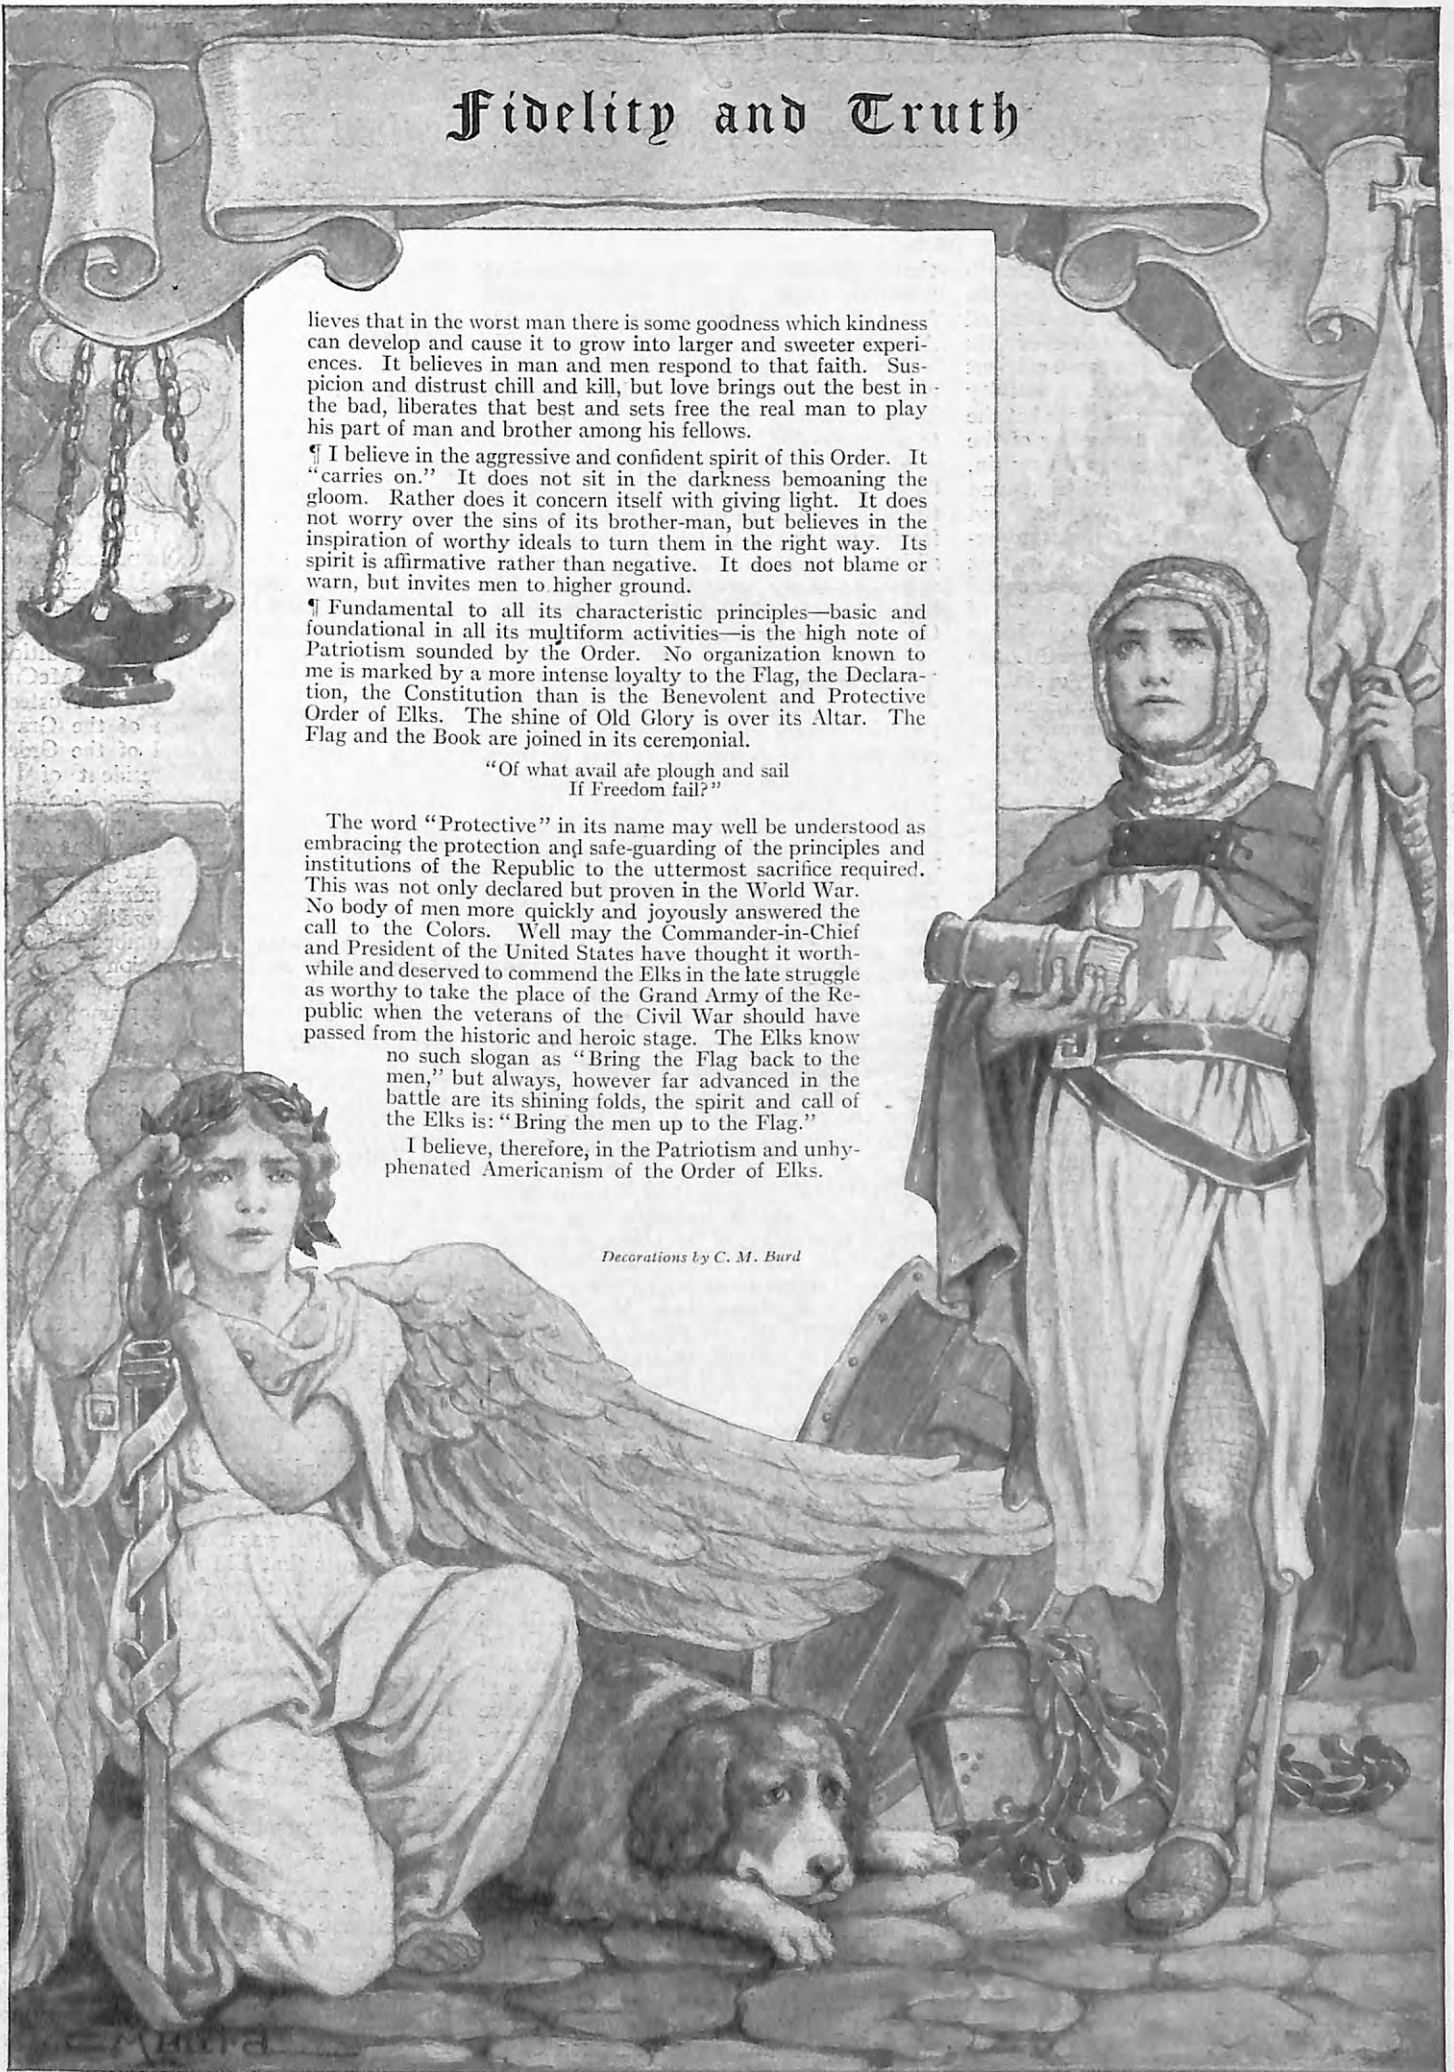 Fidelity and Truth
lieves that in the worst man there is some goodness which kindness
can develop and cause it to grow into larger and sweeter experi-
ences. It believes in man and men respond to that faith. Sus-
picion and distrust chill and kill, but love brings out the best in
the bad, liberates that best and sets free the real man to play
his part of man and brother among his fellows.
¶ I believe in the aggressive and confident spirit of this Order. It
"carries on." It does not sit in the darkness bemoaning the
gloom. Rather does it concern itself with giving light. It does
not worry over the sins of its brother-man, but believes in the
inspiration of worthy ideals to turn them in the right way. Its
spirit is affirmative rather than negative. It does not blame or
warn, but invites men to higher ground.
¶ Fundamental to all its characteristic principles—basic and
foundational in all its multiform activities—is the high note of
Patriotism sounded by the Order. No organization known to
me is marked by a more intense loyalty to the Flag, the Declara-
tion, the Constitution than is the Benevolent and Protective
Order of Elks. The shine of Old Glory is over its Altar. The
Flag and the Book are joined in its ceremonial.
"Of what avail are plough and sail
If Freedom fail?"
The word "Protective" in its name may well be understood as
embracing the protection and safe-guarding of the principles and
institutions of the Republic to the uttermost sacrifice required.
This was not only declared but proven in the World War.
No body of men more quickly and joyously answered the
call to the Colors. Well may the Commander-in-Chief
and President of the United States have thought it worth-
while and deserved to commend the Elks in the late struggle
as worthy to take the place of the Grand Army of the Re-
public when the veterans of the Civil War should have
passed from the historic and heroic stage. The Elks know
no such slogan as "Bring the Flag back to the
men," but always, however far advanced in the
battle are its shining folds, the spirit and call of
the Elks is: "Bring the men up to the Flag."
I believe, therefore, in the Patriotism and unhy-
phenated Americanism of the Order of Elks.
Decorations by C. M. Burd
C M Burd